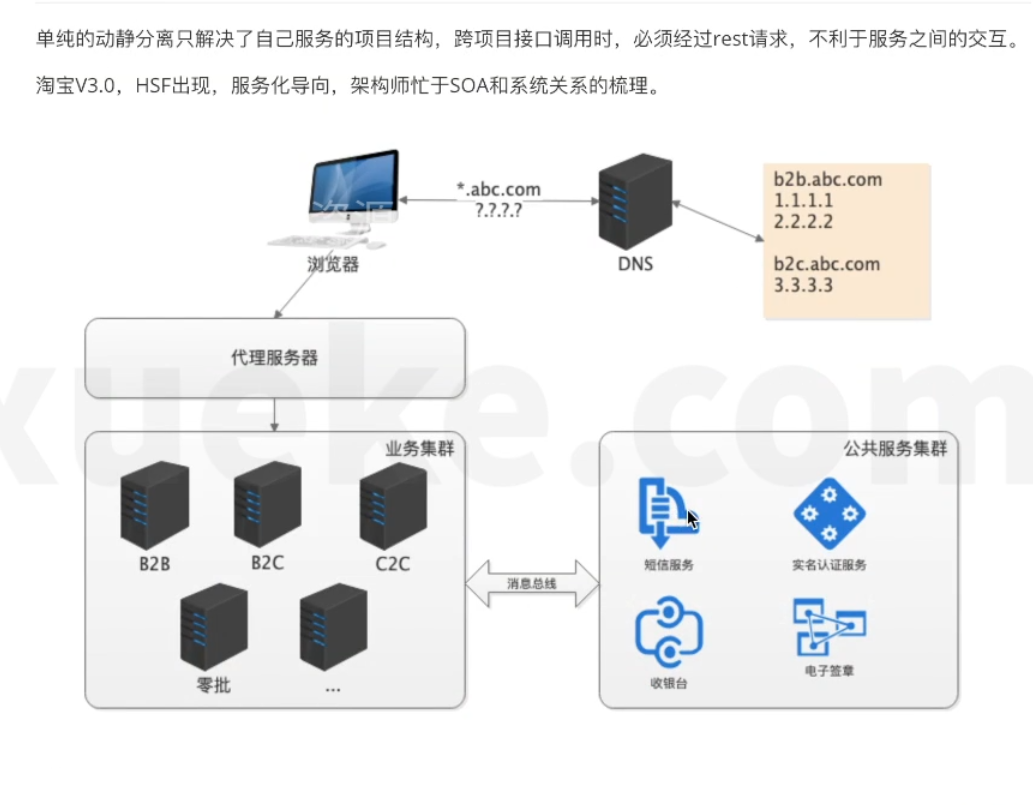 单纯的动静分离只解决了自己服务的项目结构，跨项目接口调用时，必须经过rest请求，不利于服务之间的交互。
淘宝V3.0，HSF出现，服务化导向，架构师忙于SOA和系统关系的梳理。
*.abc.com
?.?.?.?
b2b.abc.com
1.1.1.1
2.2.2.2
b2c.abc.com
3.3.3.3
资源
浏览器
DNS
代理服务器
xueke.com
业务集群
公共服务集群
B2B
B2C
C2C
短信服务
实名认证服务
消息总线
零批
...
收银台
电子签章